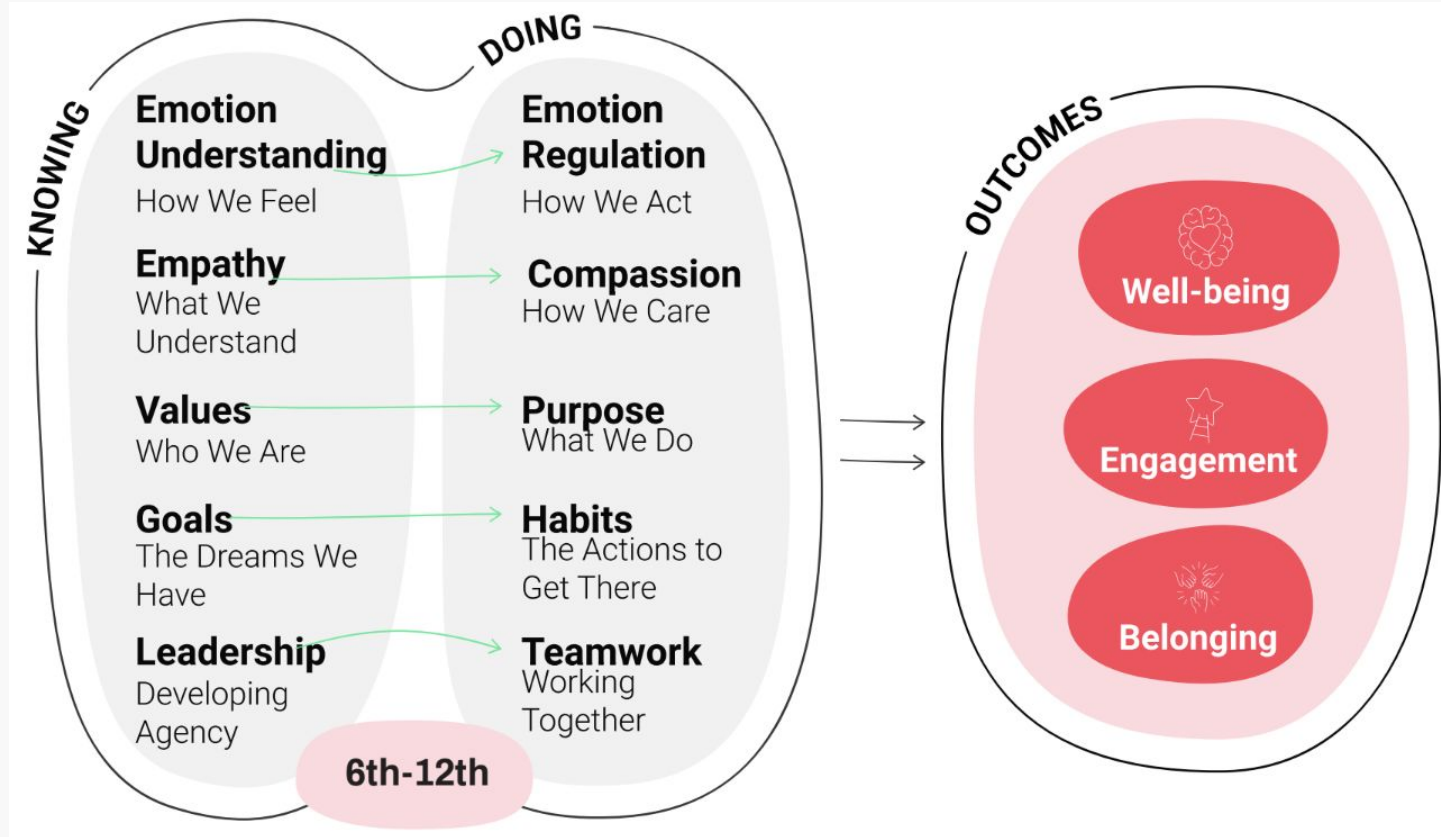 KNOWING
Emotion
Understanding
How We Feel
Empathy
What We
Understand
Values
Who We Are
Goals
The Dreams We
Have
Leadership
Developing
Agency
DOING
Emotion
Regulation
How We Act
Compassion
How We Care
Purpose
What We Do
Habits
The Actions to
Get There
Teamwork
Working
Together
6th-12th
OUTCOMES
Well-being
Engagement
Belonging